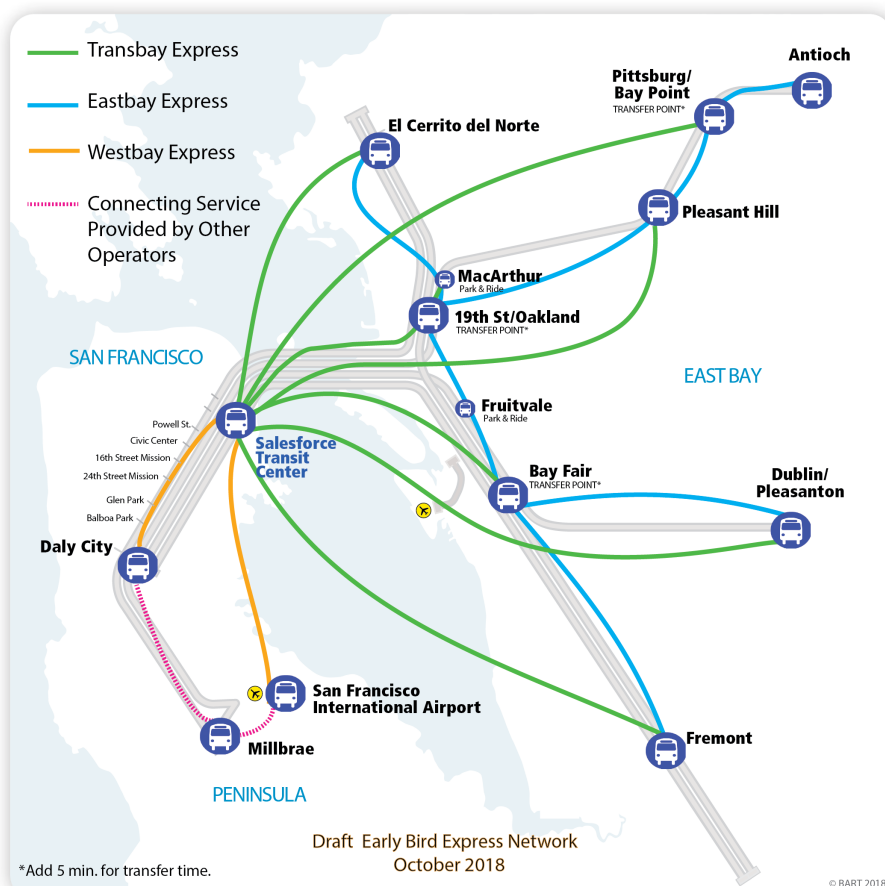 Transbay Express
Eastbay Express
Westbay Express
Connecting Service
Provided by Other
Operators
Antioch
Pittsburg/
Bay Point
TRANSFER POINT*
El Cerrito del Norte
Pleasant Hill
MacArthur
Park & Ride
19th St/Oakland
TRANSFER POINT*
SAN FRANCISCO
EAST BAY
Fruitvale
Park & Ride
Powell St.
Civic Center
16th Street Mission
24th Street Mission
Glen Park
Balboa Park
Salesforce
Transit
Center
Bay Fair
TRANSFER POINT*
Dublin/
Pleasanton
Daly City
San Francisco
International Airport
Millbrae
Fremont
PENINSULA
Draft Early Bird Express Network
October 2018
*Add 5 min. for transfer time.
© BART 2018